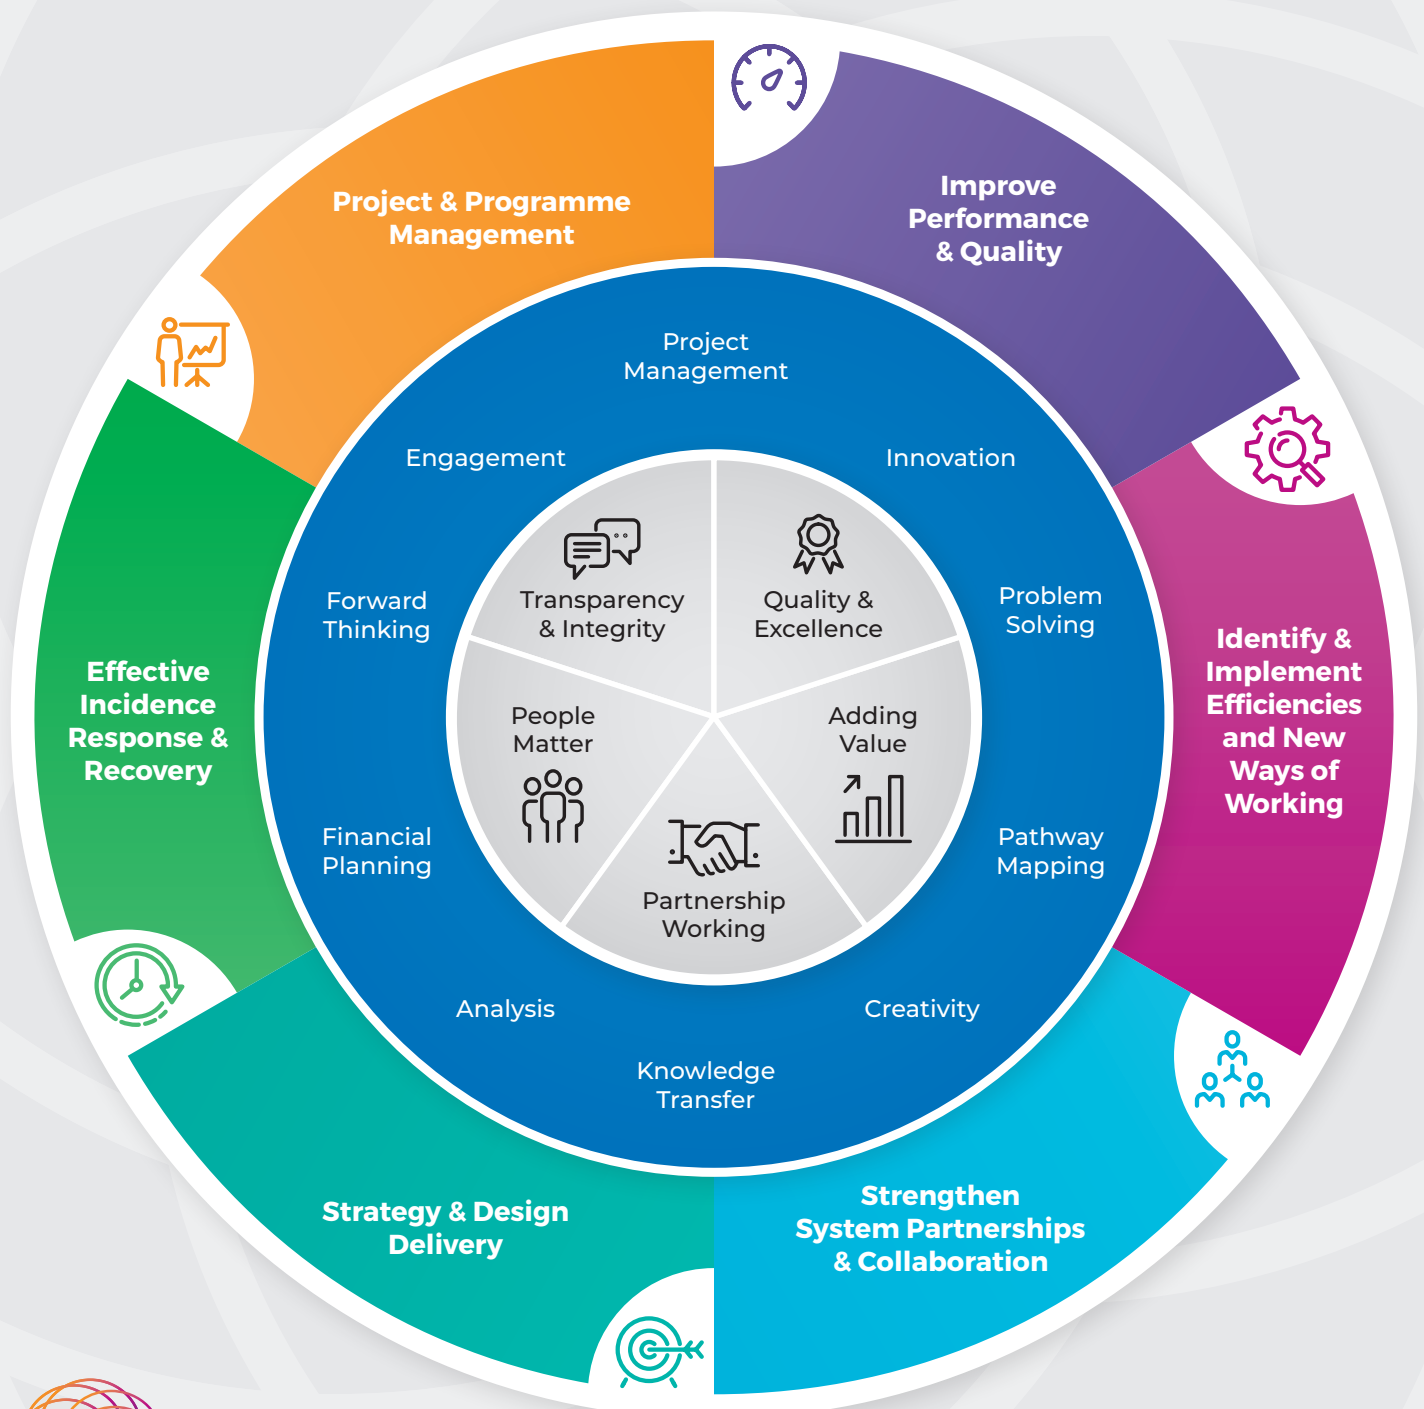 Project & Programme
Management
Improve
Performance
& Quality
Identify &
Implement
Efficiencies
and New
Ways of
Working
Strengthen
System Partnerships
& Collaboration
Strategy & Design
Delivery
Effective
Incidence
Response &
Recovery
Project
Management
Innovation
Problem
Solving
Pathway
Mapping
Creativity
Knowledge
Transfer
Analysis
Financial
Planning
Forward
Thinking
Engagement
Transparency
& Integrity
Quality &
Excellence
Adding
Value
Partnership
Working
People
Matter